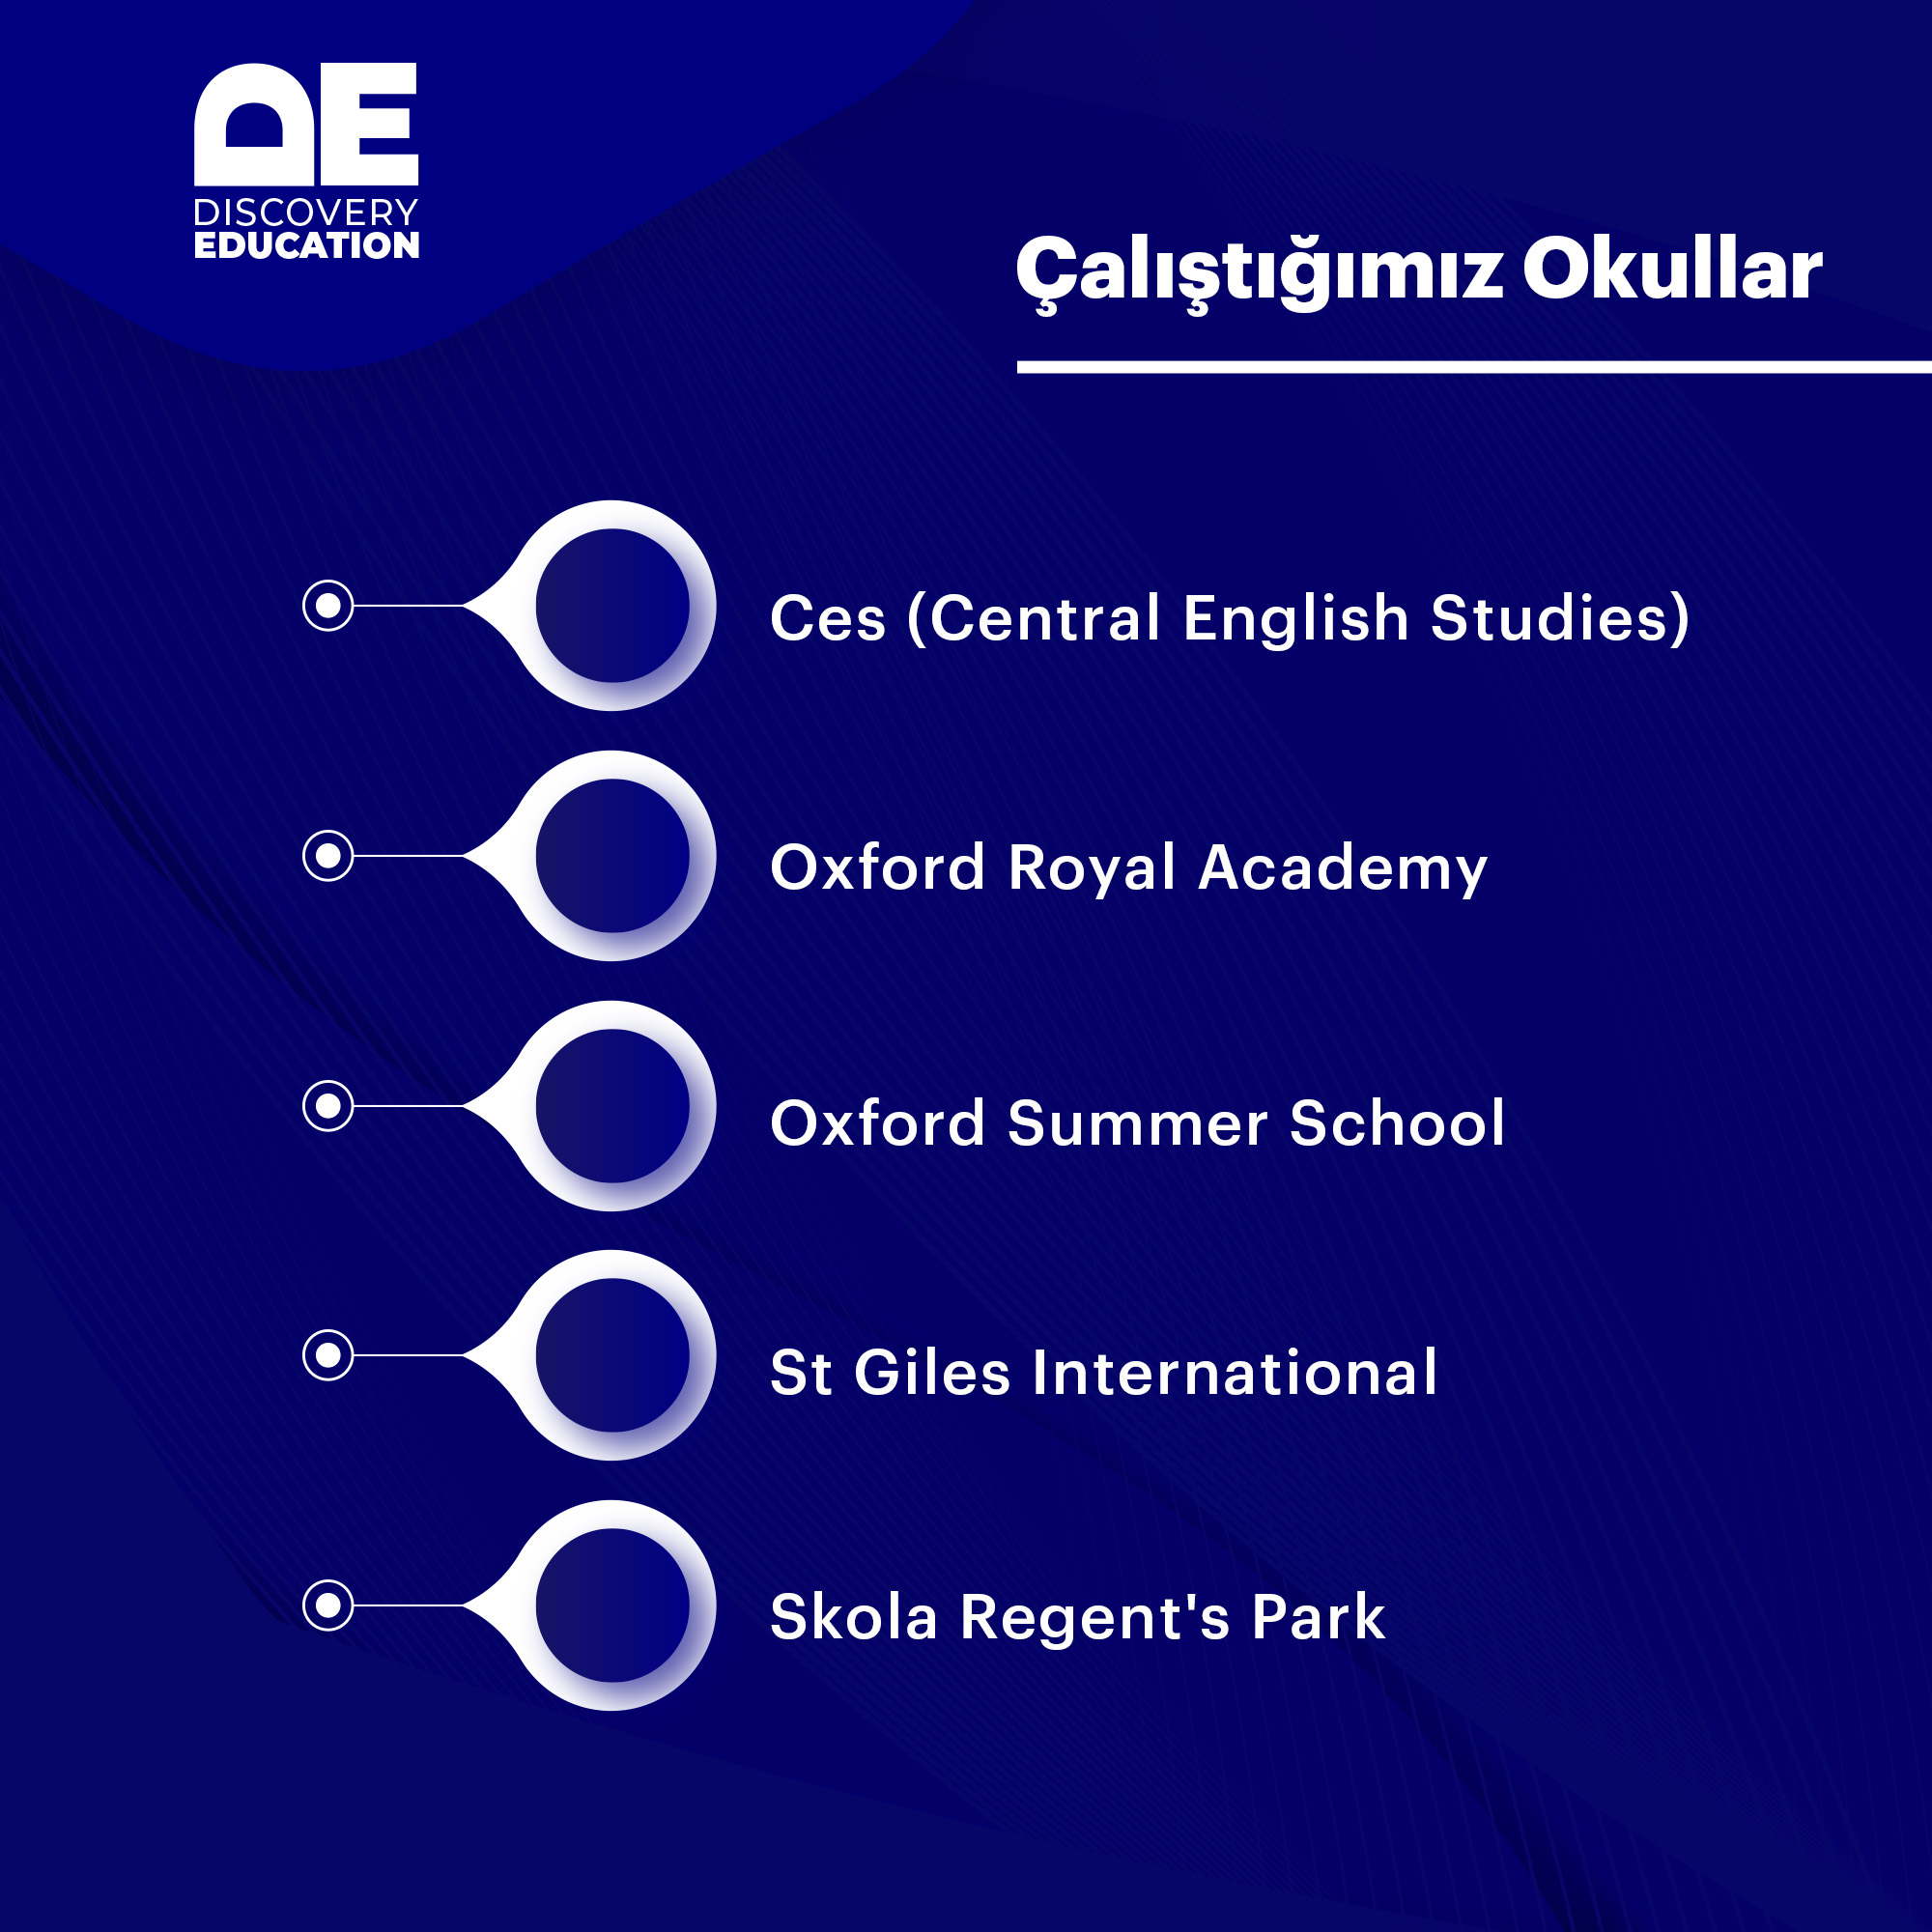 DE
DISCOVERY
EDUCATION
Çalıştığımız Okullar
Ces (Central English Studies)
Oxford Royal Academy
Oxford Summer School
St Giles International
Skola Regent's Park